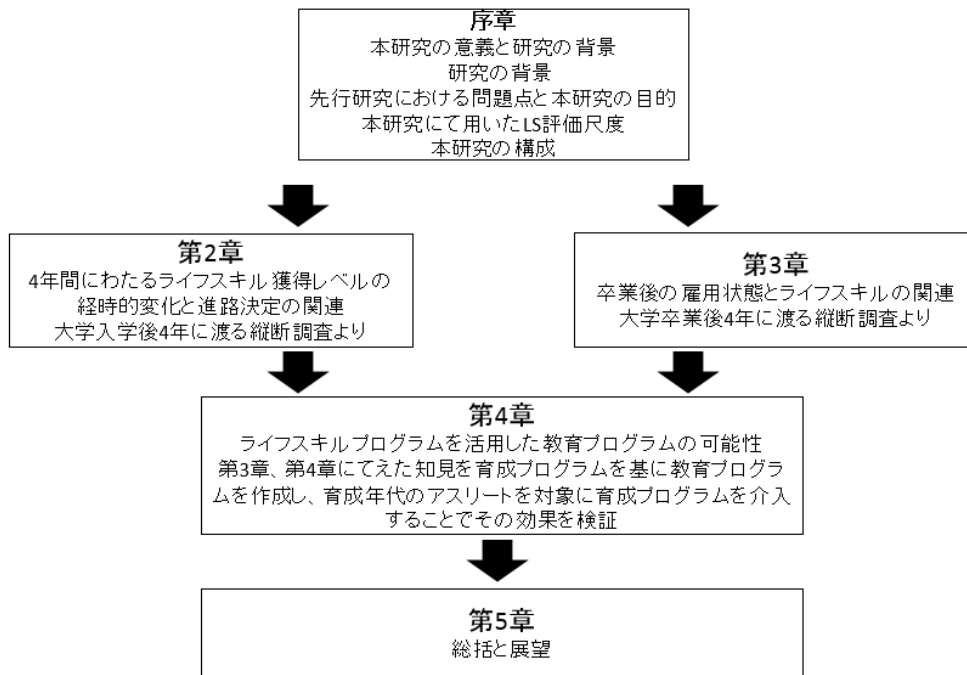 序章
本研究の意義と研究の背景
研究の背景
先行研究における問題点と本研究の目的
本研究にて用いたLS評価尺度
本研究の構成
第2章
4年間にわたるライフスキル獲得レベルの
経時的変化と進路決定の関連
大学入学後4年に渡る縦断調査より
第3章
卒業後の雇用状態とライフスキルの関連
大学卒業後4年に渡る縦断調査より
第4章
ライフスキルプログラムを活用した教育プログラムの可能性
第3章、第4章にてえた知見を育成プログラムを基に教育プログラ
ムを作成し、育成年代のアスリートを対象に育成プログラムを介入
することでその効果を検証
第5章
総括と展望